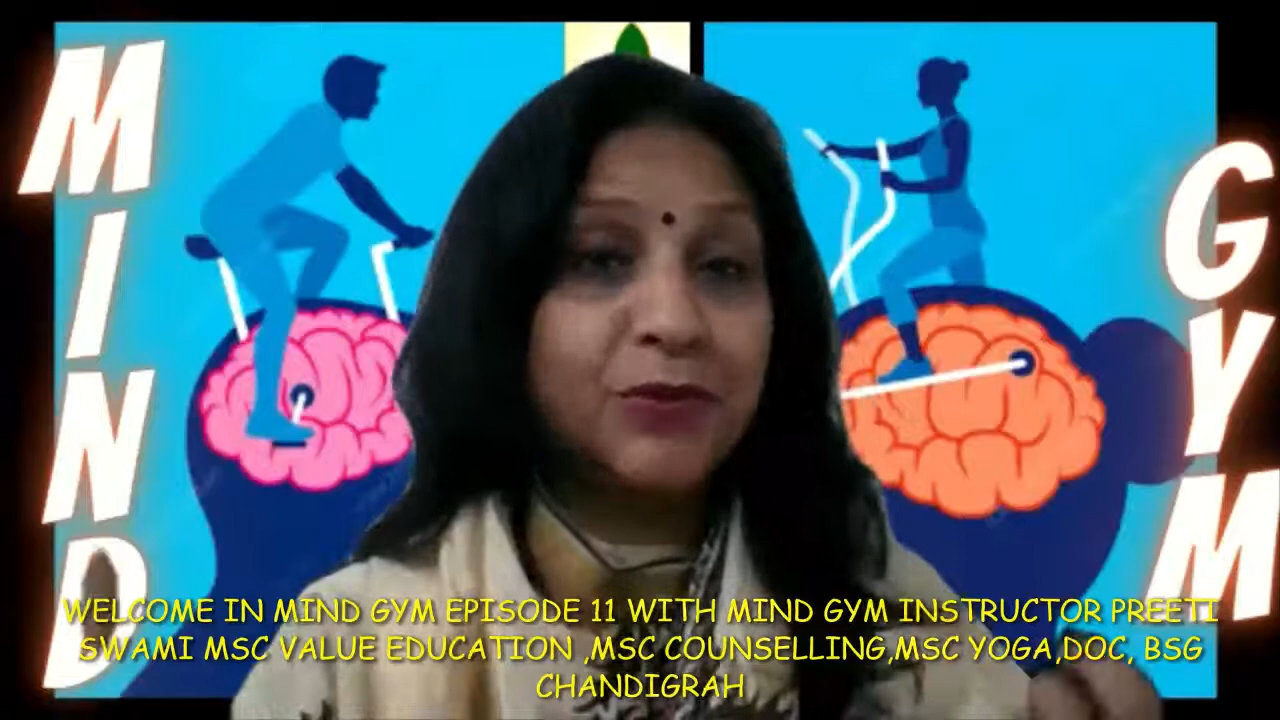 MIND
GYM
WELCOME IN MIND GYM EPISODE 11 WITH MIND GYM INSTRUCTOR PREETI
SWAMI MSC VALUE EDUCATION ,MSC COUNSELLING,MSC YOGA,DOC, BSG
CHANDIGRAH